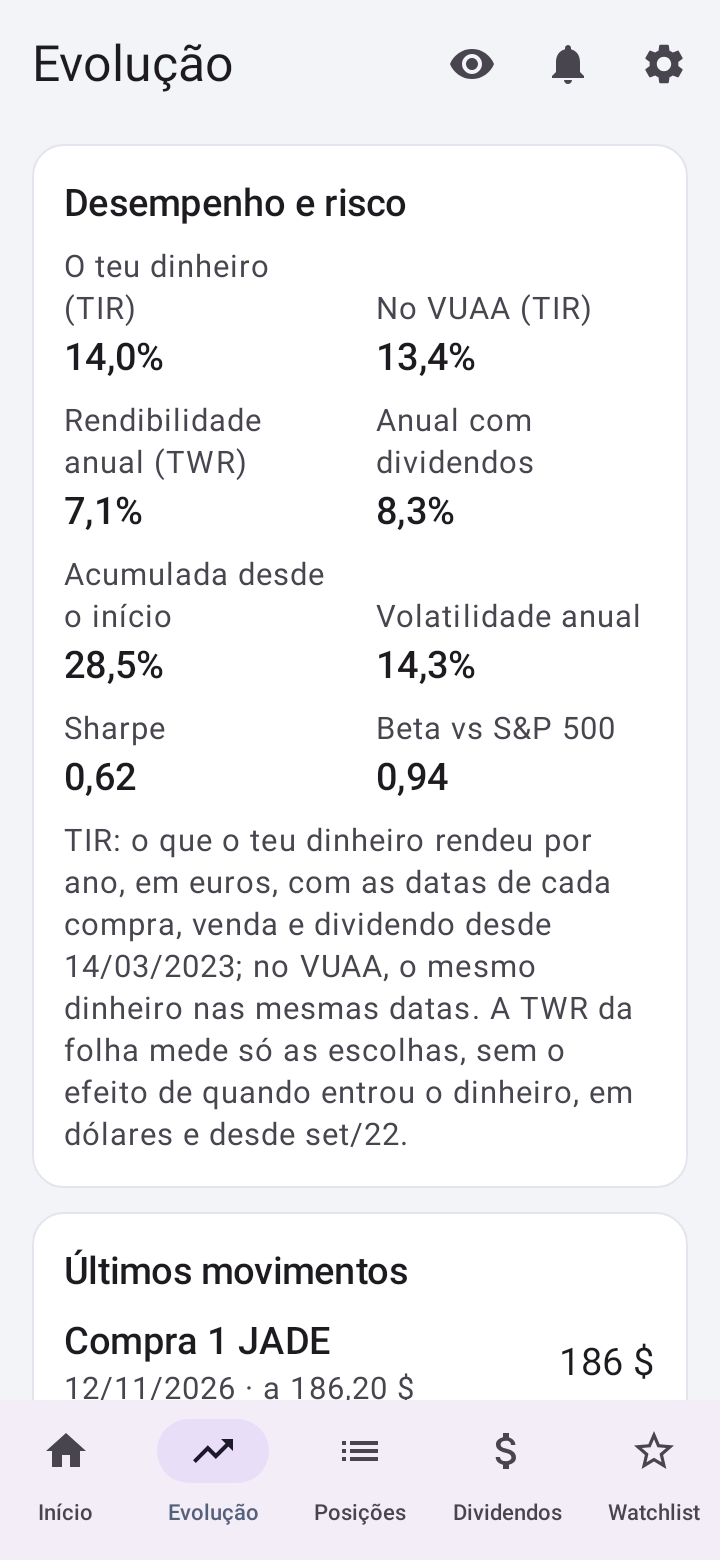 Evolução
Desempenho e risco
O teu dinheiro
(TIR)
14,0%
No VUAA (TIR)
13,4%
Rendibilidade
anual (TWR)
7,1%
Anual com
dividendos
8,3%
Acumulada desde
o início
28,5%
Volatilidade anual
14,3%
Sharpe
0,62
Beta vs S&P 500
0,94
TIR: o que o teu dinheiro rendeu por
ano, em euros, com as datas de cada
compra, venda e dividendo desde
14/03/2023; no VUAA, o mesmo
dinheiro nas mesmas datas. A TWR da
folha mede só as escolhas, sem o
efeito de quando entrou o dinheiro, em
dólares e desde set/22.
Últimos movimentos
Compra 1 JADE
186 $
12/11/2026 · a 186,20 $
Início
Evolução
Posições
Dividendos
Watchlist